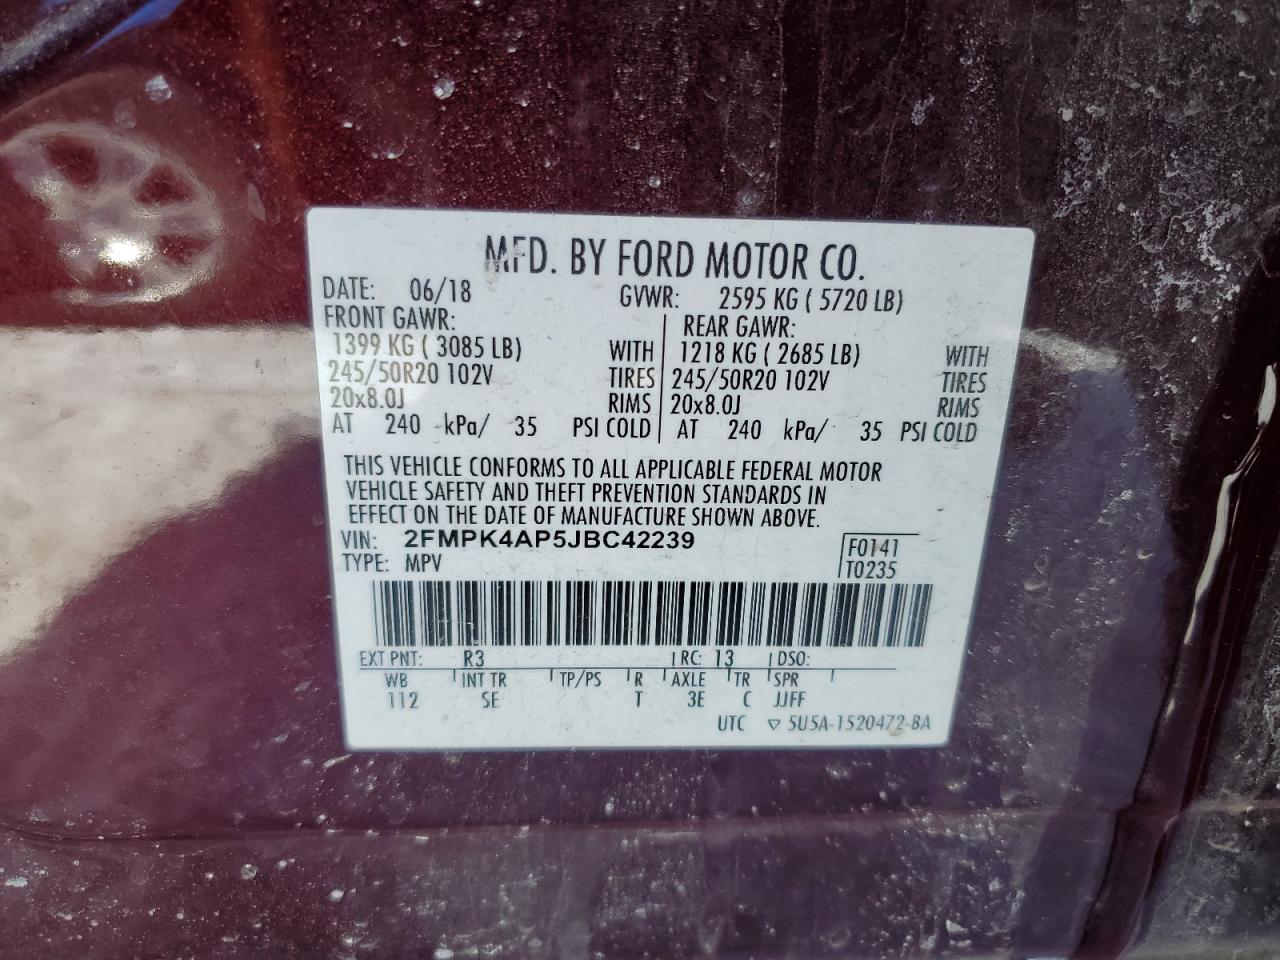 MFD. BY FORD MOTOR CO.
DATE: 06/18 GVWR: 2595 KG ( 5720 LB)
FRONT GAWR: REAR GAWR:
1399 KG ( 3085 LB) WITH 1218 KG ( 2685 LB) WITH
245/50R20 102V TIRES 245/50R20 102V TIRES
20x8.0J RIMS 20x8.0J RIMS
AT 240 kPa/ 35 PSI COLD AT 240 kPa/ 35 PSI COLD
THIS VEHICLE CONFORMS TO ALL APPLICABLE FEDERAL MOTOR
VEHICLE SAFETY AND THEFT PREVENTION STANDARDS IN
EFFECT ON THE DATE OF MANUFACTURE SHOWN ABOVE.
VIN: 2FMPK4AP5JBC42239 F0141
TYPE: MPV T0235
EXT PNT: R3 RC: 13 DSO:
WB INT TR TP/PS R AXLE TR SPR
112 SE T 3E C JJFF
UTC ▽ 5U5A-1520472-BA